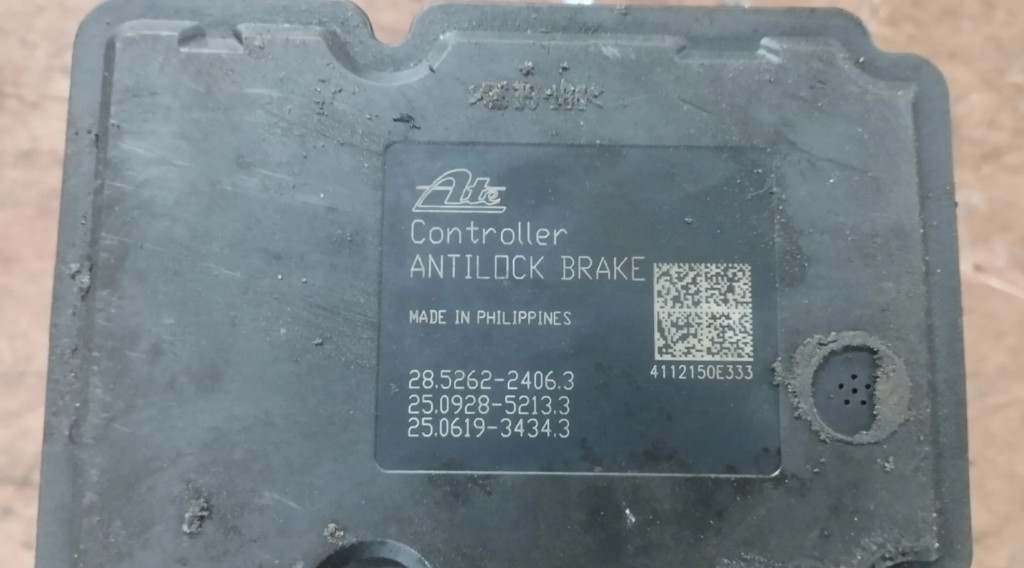 Ate
Controller
ANTILOCK BRAKE
MADE IN PHILIPPINES
4112150E333
28.5262-2406.3
25.0928-5213.3
25.0619-3434.3